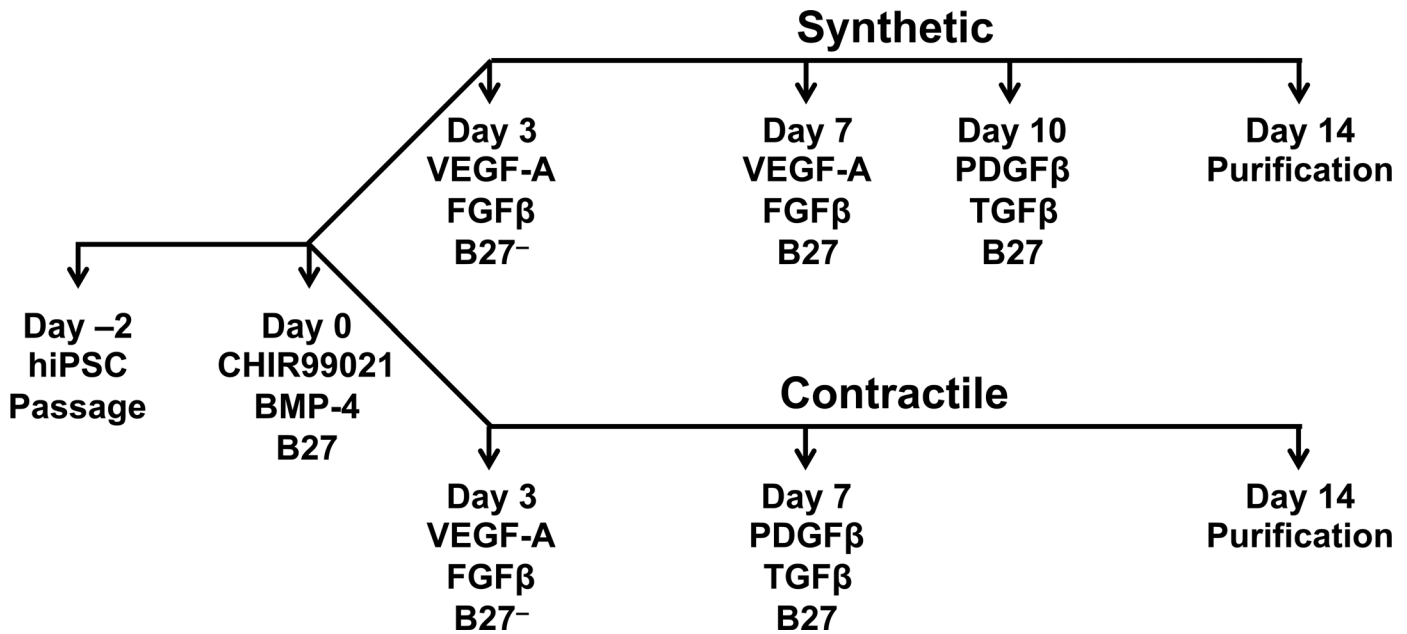 Synthetic
Day 3
VEGF-A
FGFβ
B27⁻
Day 7
VEGF-A
FGFβ
B27
Day 10
PDGFβ
TGFβ
B27
Day 14
Purification
Day –2
hiPSC
Passage
Day 0
CHIR99021
BMP-4
B27
Contractile
Day 3
VEGF-A
FGFβ
B27⁻
Day 7
PDGFβ
TGFβ
B27
Day 14
Purification